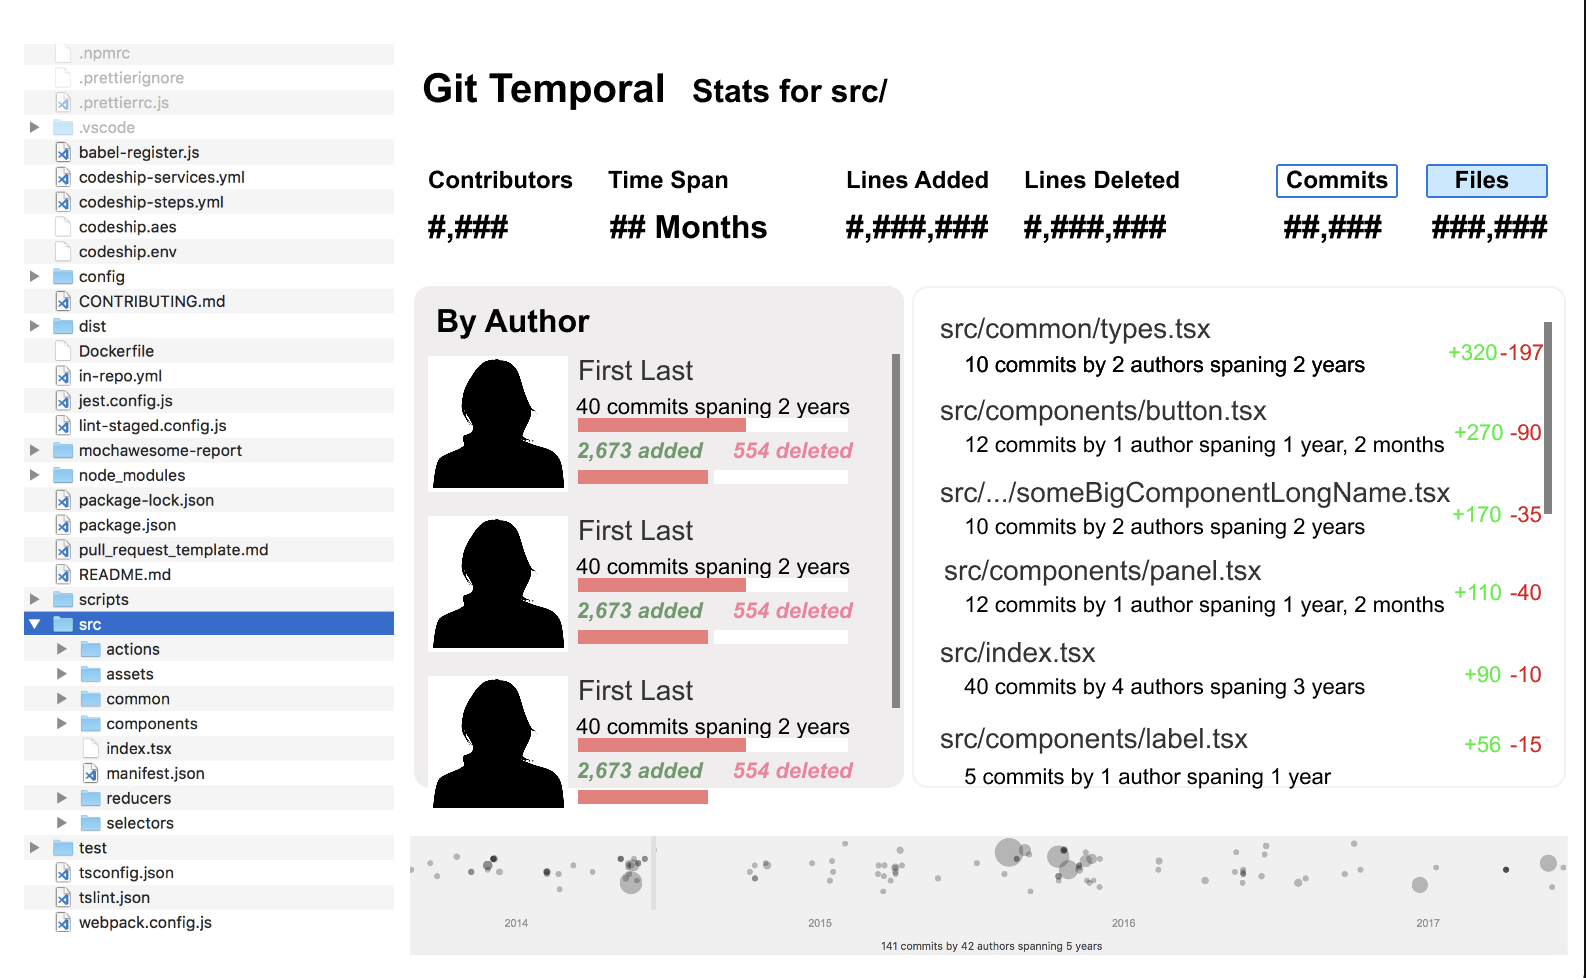 .npmrc
.prettierignore
.prettierrc.js
.vscode
babel-register.js
codeship-services.yml
codeship-steps.yml
codeship.aes
codeship.env
config
CONTRIBUTING.md
dist
Dockerfile
in-repo.yml
jest.config.js
lint-staged.config.js
mochawesome-report
node_modules
package-lock.json
package.json
pull_request_template.md
README.md
scripts
src
actions
assets
common
components
index.tsx
manifest.json
reducers
selectors
test
tsconfig.json
tslint.json
webpack.config.js
Git Temporal Stats for src/
Contributors Time Span Lines Added Lines Deleted Commits Files
#,### ## Months #,###,### #,###,### ##,### ###,###
By Author
First Last
40 commits spaning 2 years
2,673 added 554 deleted
First Last
40 commits spaning 2 years
2,673 added 554 deleted
First Last
40 commits spaning 2 years
2,673 added 554 deleted
src/common/types.tsx
10 commits by 2 authors spaning 2 years
+320 -197
src/components/button.tsx
12 commits by 1 author spaning 1 year, 2 months
+270 -90
src/.../someBigComponentLongName.tsx
10 commits by 2 authors spaning 2 years
+170 -35
src/components/panel.tsx
12 commits by 1 author spaning 1 year, 2 months
+110 -40
src/index.tsx
40 commits by 4 authors spaning 3 years
+90 -10
src/components/label.tsx
5 commits by 1 author spaning 1 year
+56 -15
2014 2015 2016 2017
141 commits by 42 authors spanning 5 years